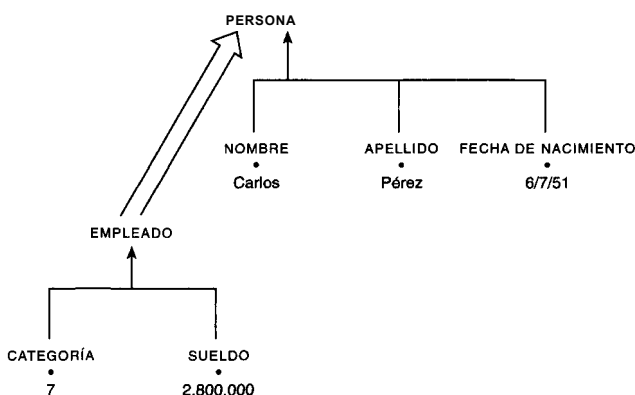 PERSONA
NOMBRE
APELLIDO
FECHA DE NACIMIENTO
Carlos
Pérez
6/7/51
EMPLEADO
CATEGORÍA
SUELDO
7
2.800.000